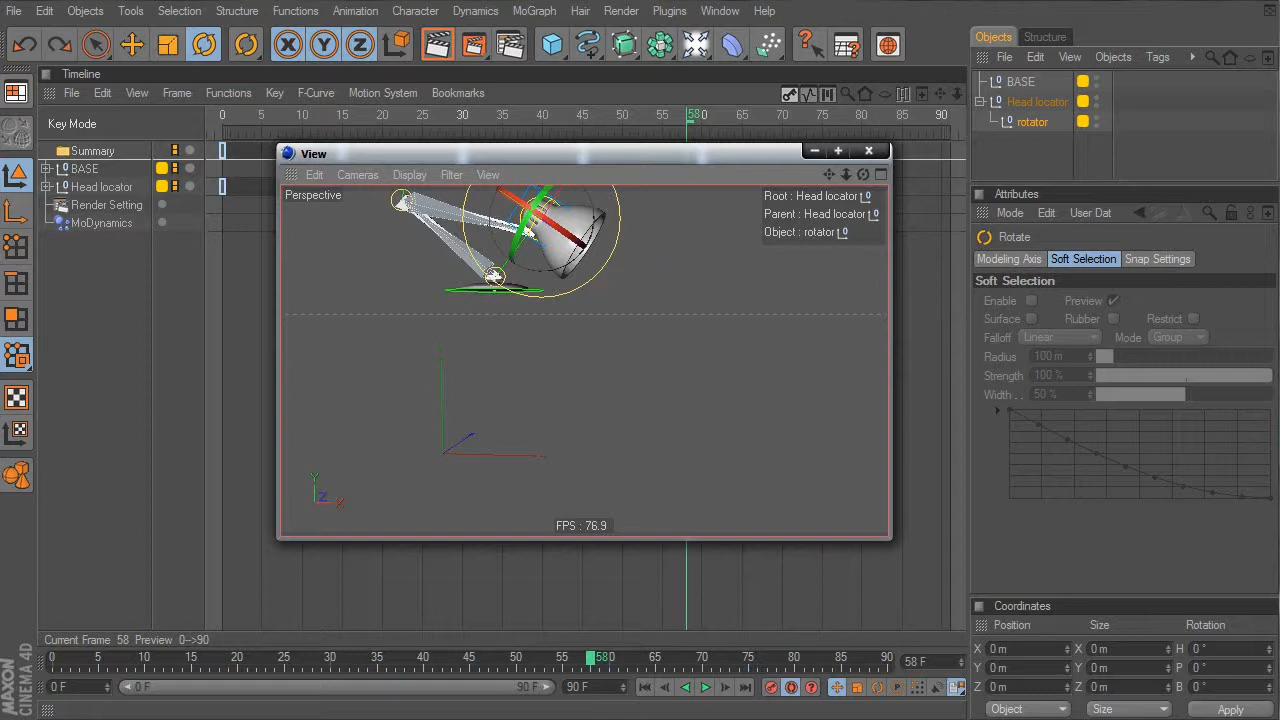 File Edit Objects Tools Selection Structure Functions Animation Character Dynamics MoGraph Hair Render Plugins Window Help
X Y Z
Objects Structure
File Edit View Objects Tags
BASE
Head locator
rotator
Timeline
File Edit View Frame Functions Key F-Curve Motion System Bookmarks
Key Mode
0 5 10 15 20 25 30 35 40 45 50 55 58 0 65 70 75 80 85 90
Summary
BASE
Head locator
Render Setting
MoDynamics
View
Edit Cameras Display Filter View
Perspective
Root : Head locator
Parent : Head locator
Object : rotator
Y
Z
X
FPS : 76.9
Attributes
Mode Edit User Dat
Rotate
Modeling Axis Soft Selection Snap Settings
Soft Selection
Enable Preview
Surface Rubber Restrict
Falloff Linear Mode Group
Radius 100 m
Strength 100 %
Width . . 50 %
Coordinates
Position Size Rotation
X 0 m X 0 m H 0 °
Y 0 m Y 0 m P 0 °
Z 0 m Z 0 m B 0 °
Object Size Apply
Current Frame 58 Preview 0-->90
0 5 10 15 20 25 30 35 40 45 50 55 580 65 70 75 80 85 90
58 F
0 F 0 F 90 F 90 F
MAXON
CINEMA 4D